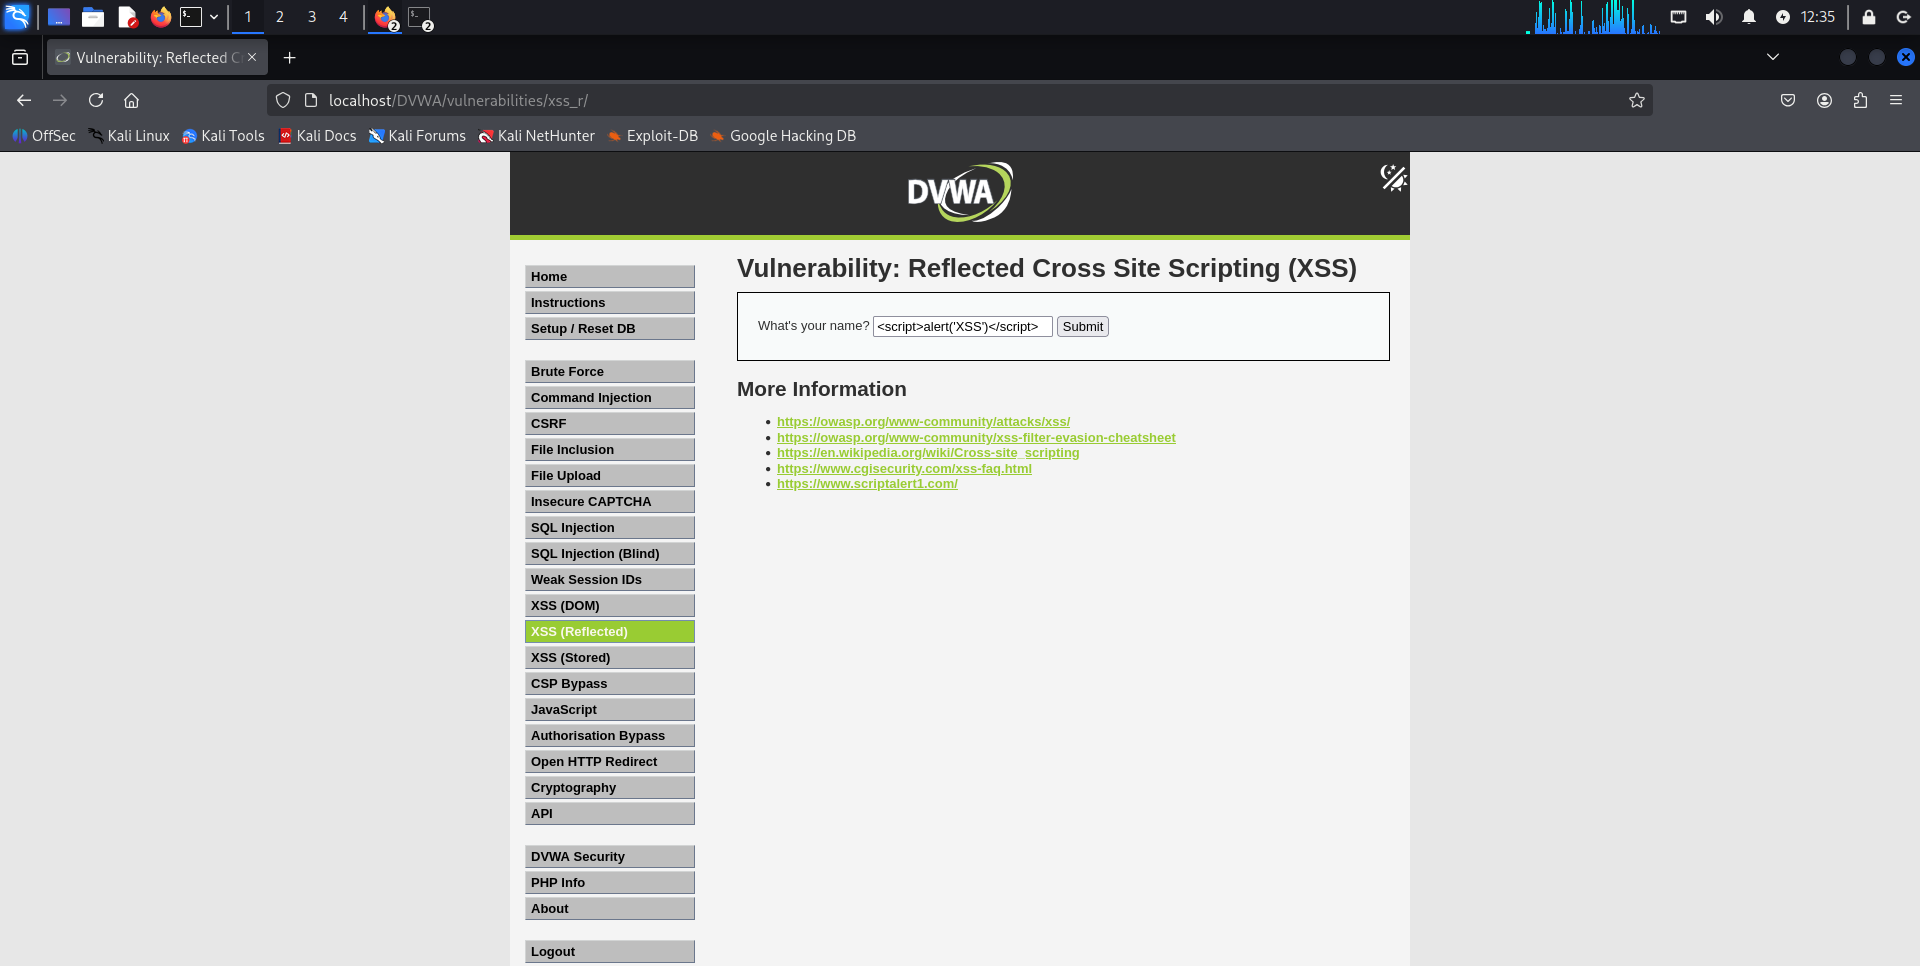 1 2 3 4 2 2 12:35
Vulnerability: Reflected C
localhost/DVWA/vulnerabilities/xss_r/
OffSec Kali Linux Kali Tools Kali Docs Kali Forums Kali NetHunter Exploit-DB Google Hacking DB
DVWA
Vulnerability: Reflected Cross Site Scripting (XSS)
What's your name? <script>alert('XSS')</script> Submit
More Information
https://owasp.org/www-community/attacks/xss/
https://owasp.org/www-community/xss-filter-evasion-cheatsheet
https://en.wikipedia.org/wiki/Cross-site_scripting
https://www.cgisecurity.com/xss-faq.html
https://www.scriptalert1.com/
Home
Instructions
Setup / Reset DB
Brute Force
Command Injection
CSRF
File Inclusion
File Upload
Insecure CAPTCHA
SQL Injection
SQL Injection (Blind)
Weak Session IDs
XSS (DOM)
XSS (Reflected)
XSS (Stored)
CSP Bypass
JavaScript
Authorisation Bypass
Open HTTP Redirect
Cryptography
API
DVWA Security
PHP Info
About
Logout